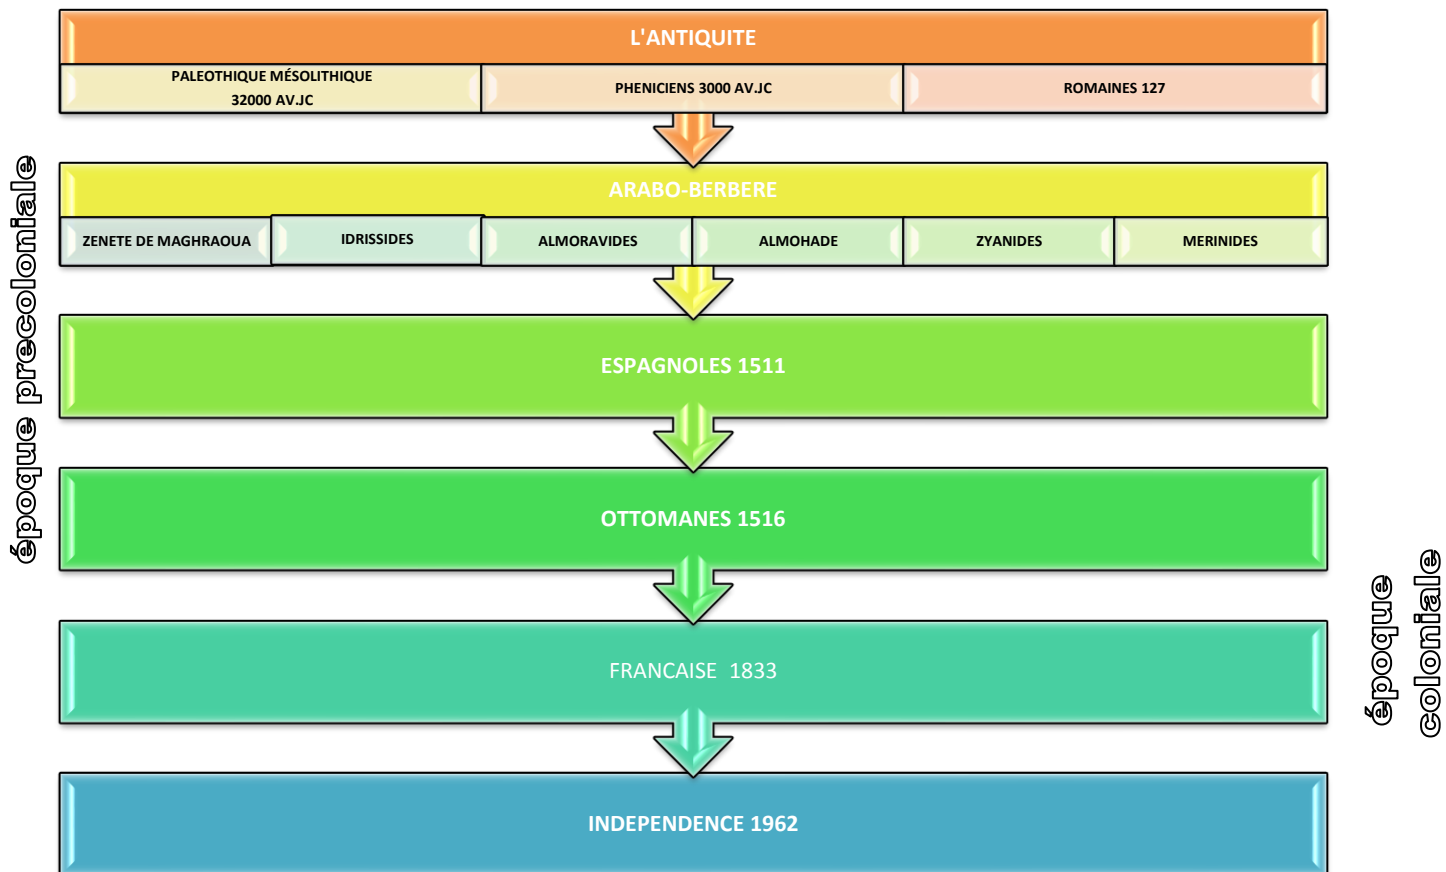 L'ANTIQUITE
PALEOTHIQUE MÉSOLITHIQUE
32000 AV.JC
PHENICIENS 3000 AV.JC
ROMAINES 127
ARABO-BERBERE
ZENETE DE MAGHRAOUA
IDRISSIDES
ALMORAVIDES
ALMOHADE
ZYANIDES
MERINIDES
ESPAGNOLES 1511
OTTOMANES 1516
FRANCAISE  1833
INDEPENDENCE 1962
époque precoloniale
époque
coloniale